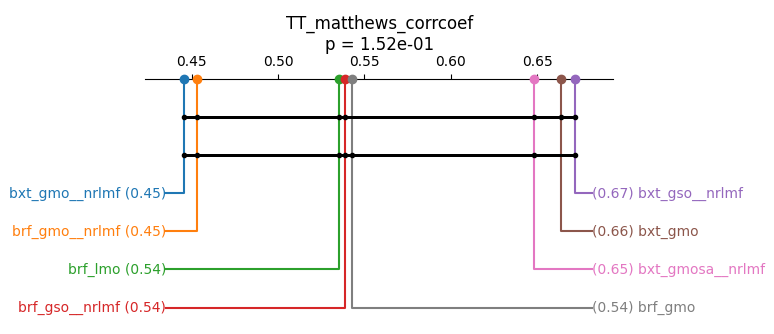 TT_matthews_corrcoef
p = 1.52e-01
0.45 0.50 0.55 0.60 0.65
bxt_gmo__nrlmf (0.45) (0.67) bxt_gso__nrlmf
brf_gmo__nrlmf (0.45) (0.66) bxt_gmo
brf_lmo (0.54) (0.65) bxt_gmosa__nrlmf
brf_gso__nrlmf (0.54) (0.54) brf_gmo